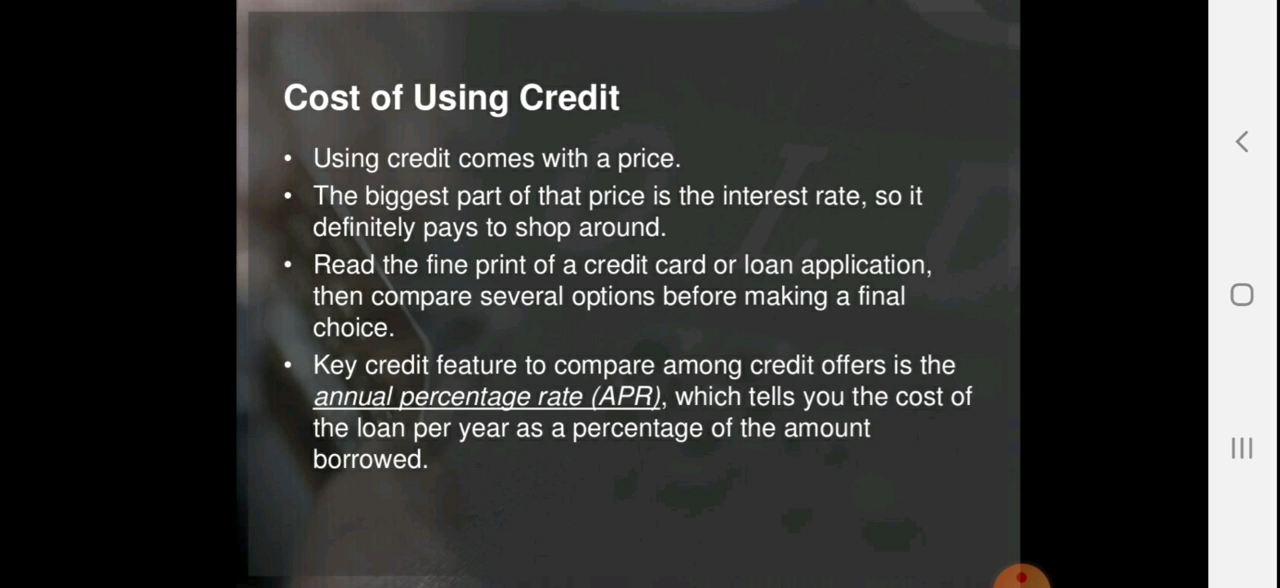 Cost of Using Credit
• Using credit comes with a price.
• The biggest part of that price is the interest rate, so it
definitely pays to shop around.
• Read the fine print of a credit card or loan application,
then compare several options before making a final
choice.
• Key credit feature to compare among credit offers is the
annual percentage rate (APR), which tells you the cost of
the loan per year as a percentage of the amount
borrowed.